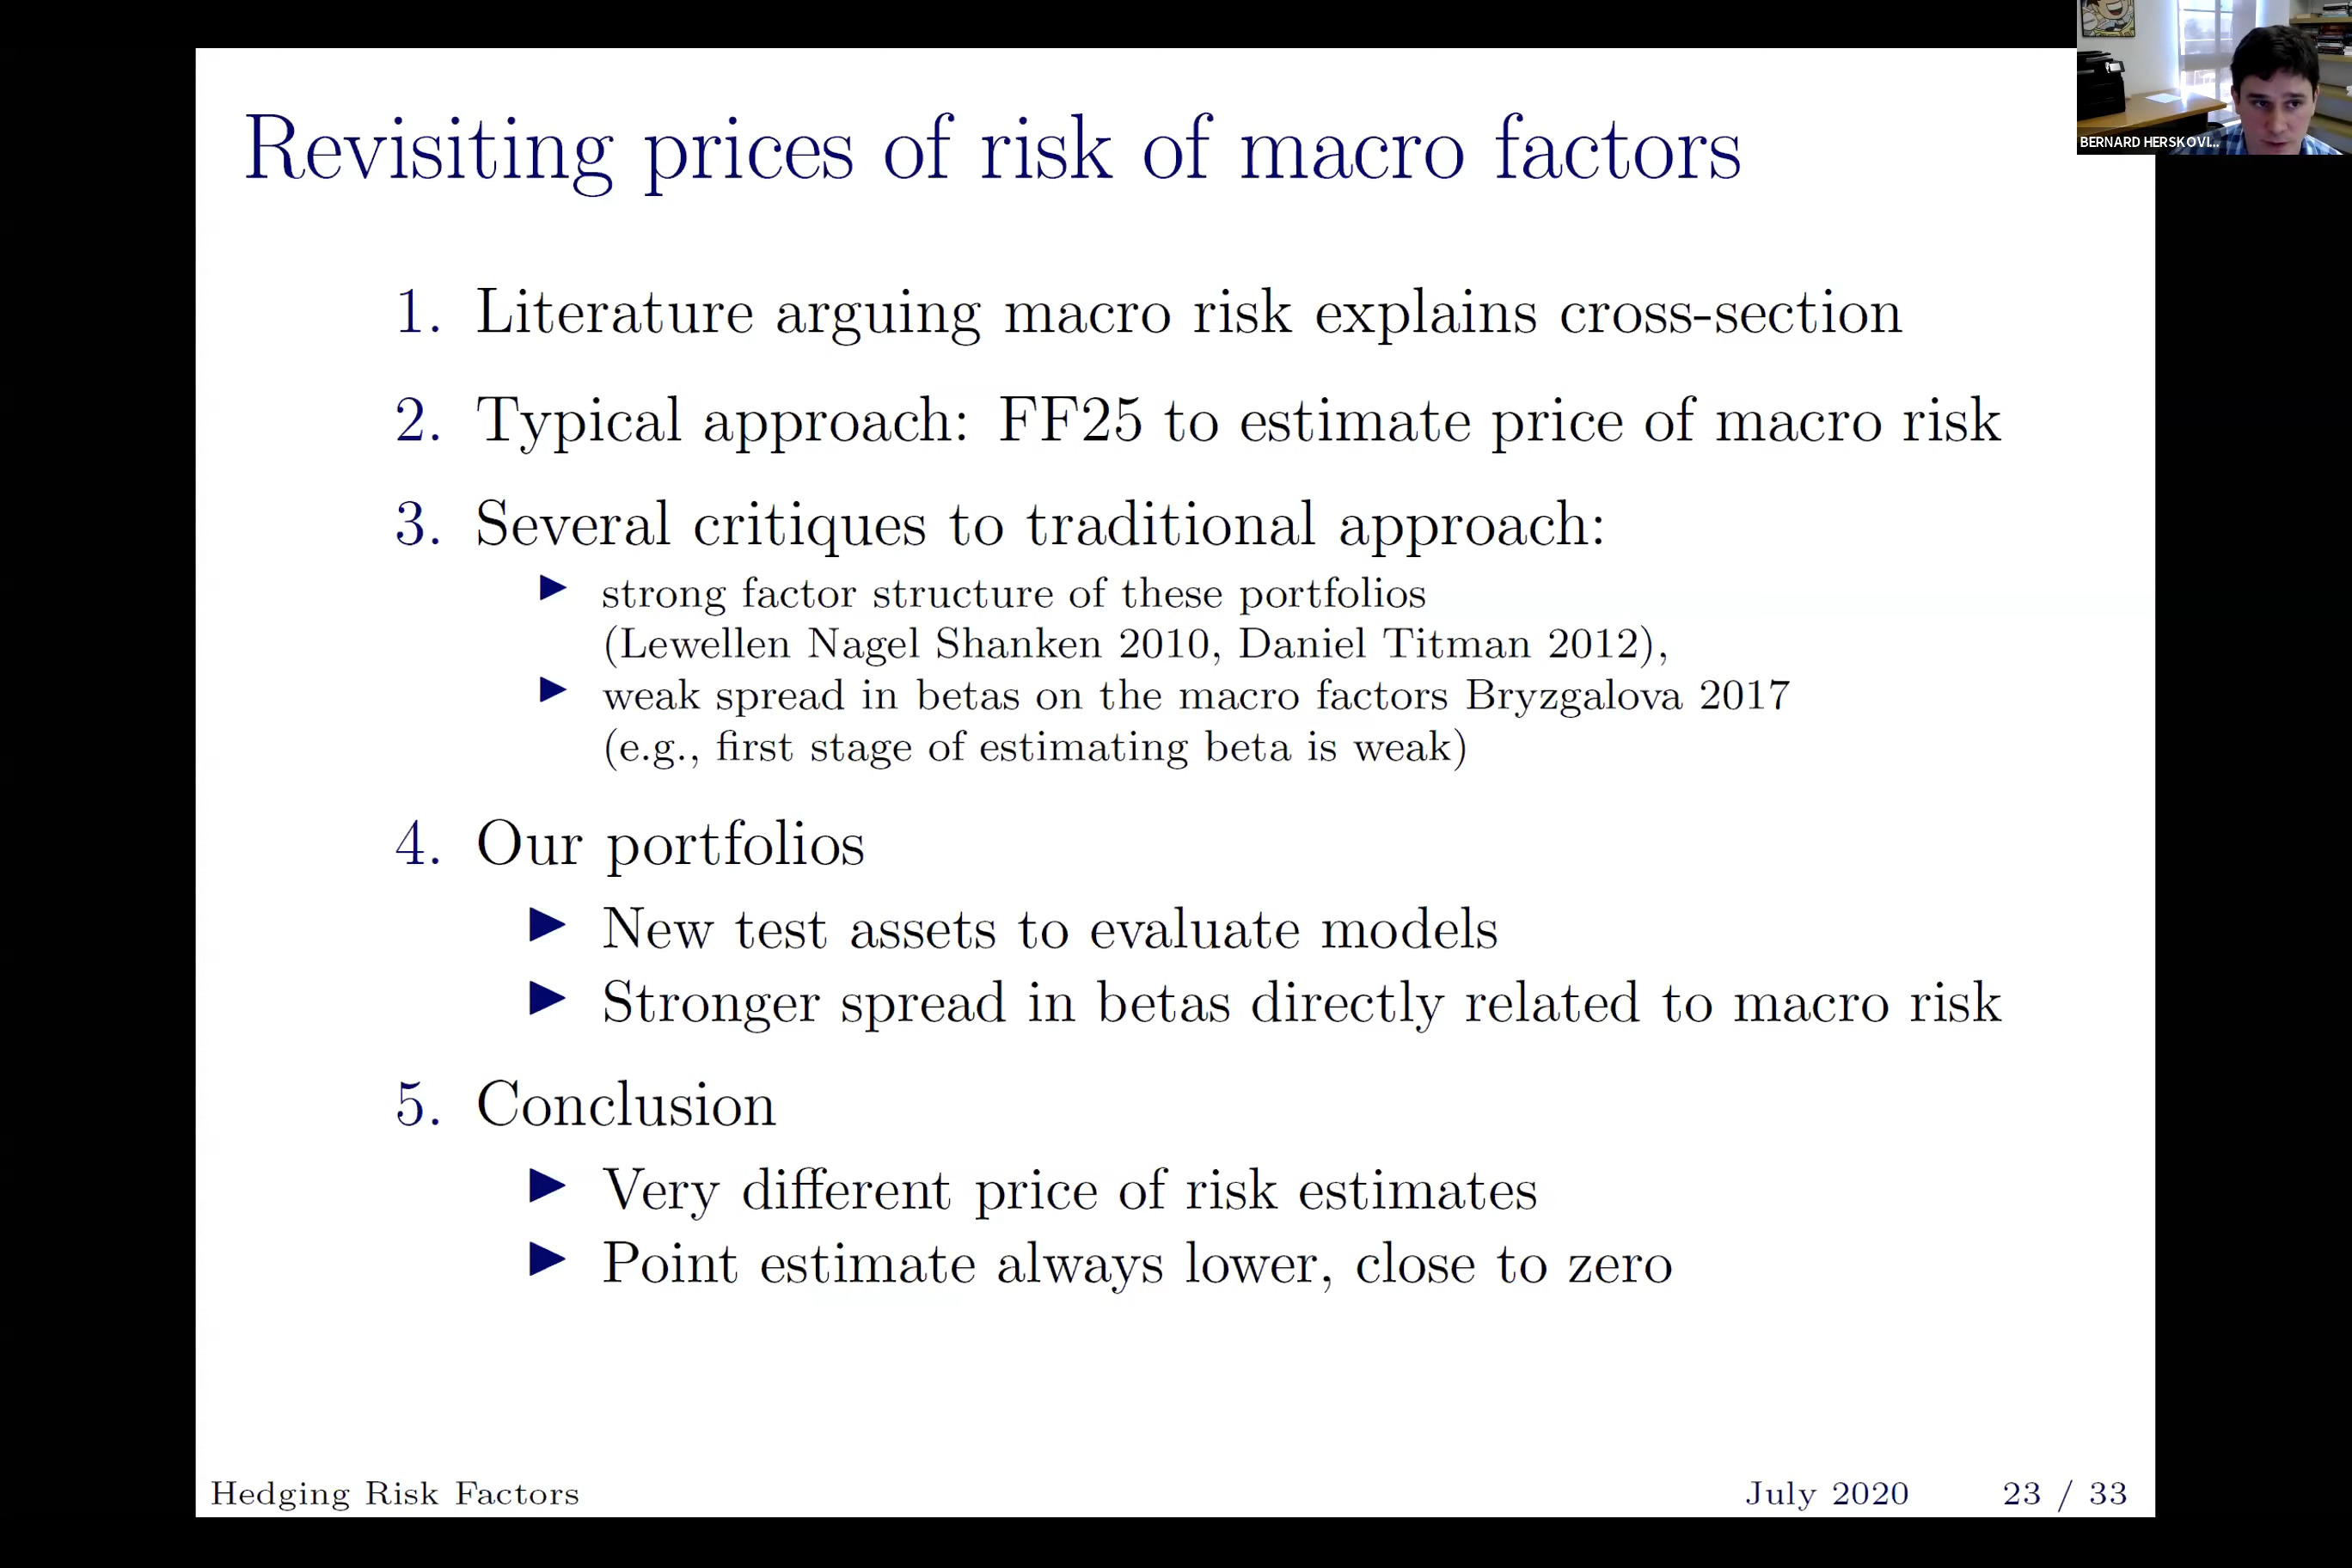 BERNARD HERSKOVI...
Revisiting prices of risk of macro factors
1. Literature arguing macro risk explains cross-section
2. Typical approach: FF25 to estimate price of macro risk
3. Several critiques to traditional approach:
▶ strong factor structure of these portfolios
(Lewellen Nagel Shanken 2010, Daniel Titman 2012),
▶ weak spread in betas on the macro factors Bryzgalova 2017
(e.g., first stage of estimating beta is weak)
4. Our portfolios
▶ New test assets to evaluate models
▶ Stronger spread in betas directly related to macro risk
5. Conclusion
▶ Very different price of risk estimates
▶ Point estimate always lower, close to zero
Hedging Risk Factors
July 2020 23 / 33